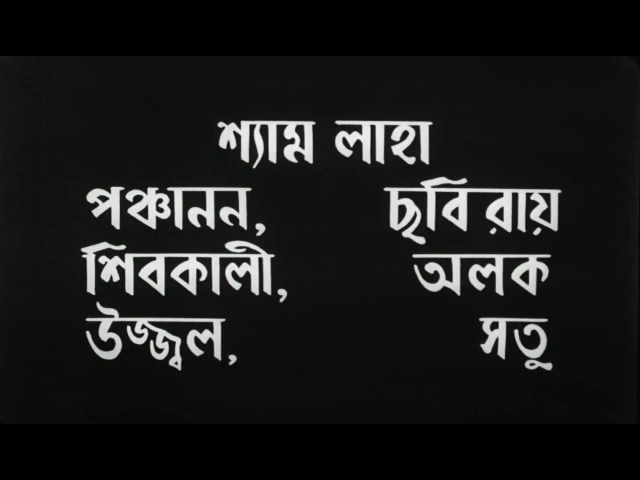 শ্যাম লাহা
পঞ্চানন, ছবি রায়
শিবকালী, অলক
উজ্জ্বল, সতু